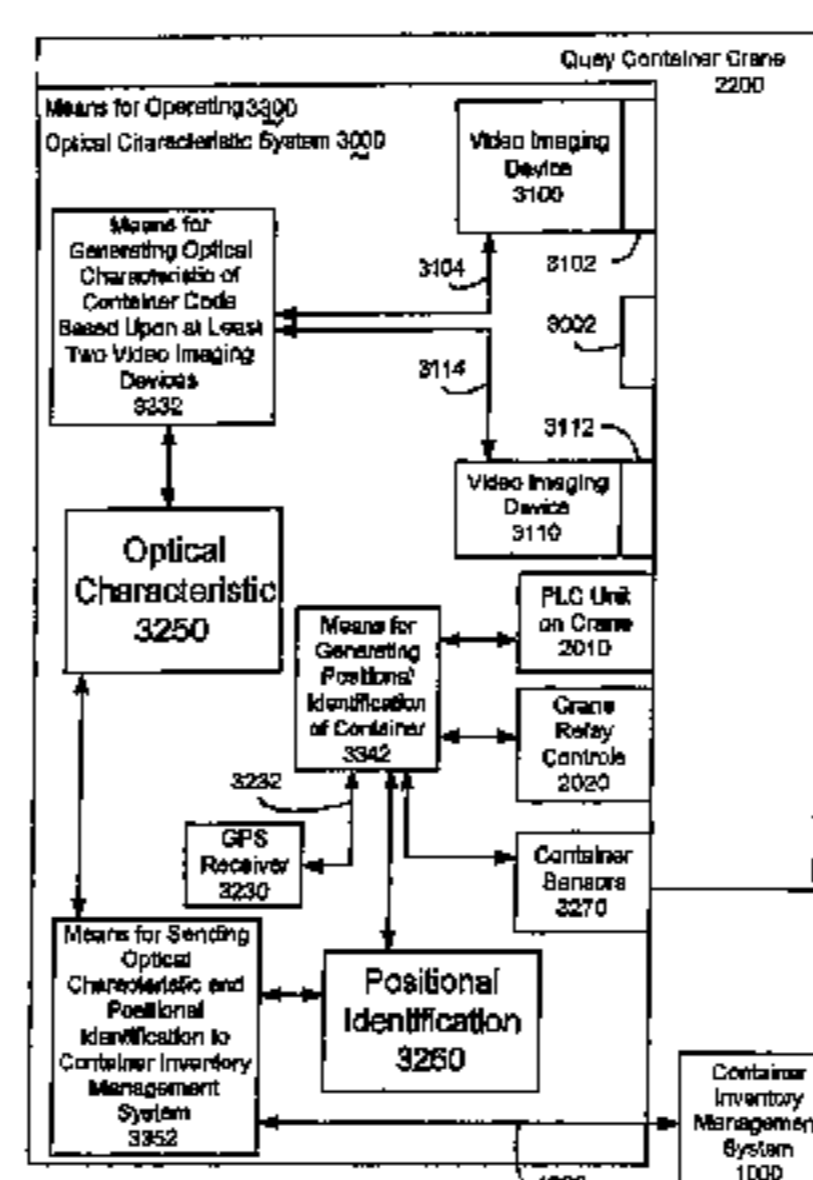 Quay Container Crane
2200
Means for Operating 3300
Optical Characteristic System 3000
Video Imaging
Device
3100
Means for
Generating Optical
Characteristic of
Container Code
Based Upon at Least
Two Video Imaging
Devices
3232
3104
3102
3002
3114
3112
Video Imaging
Device
3110
Optical
Characteristic
3250
PLC Unit
on Crane
2010
Means for
Generating
Positional
Identification
of Container
3342
Crane
Relay
Controls
2020
3232
GPS
Receiver
3230
Container
Sensors
3270
Means for Sending
Optical
Characteristic and
Positional
Identification to
Container Inventory
Management
System
3352
Positional
Identification
3260
Container
Inventory
Managemen
System
1000